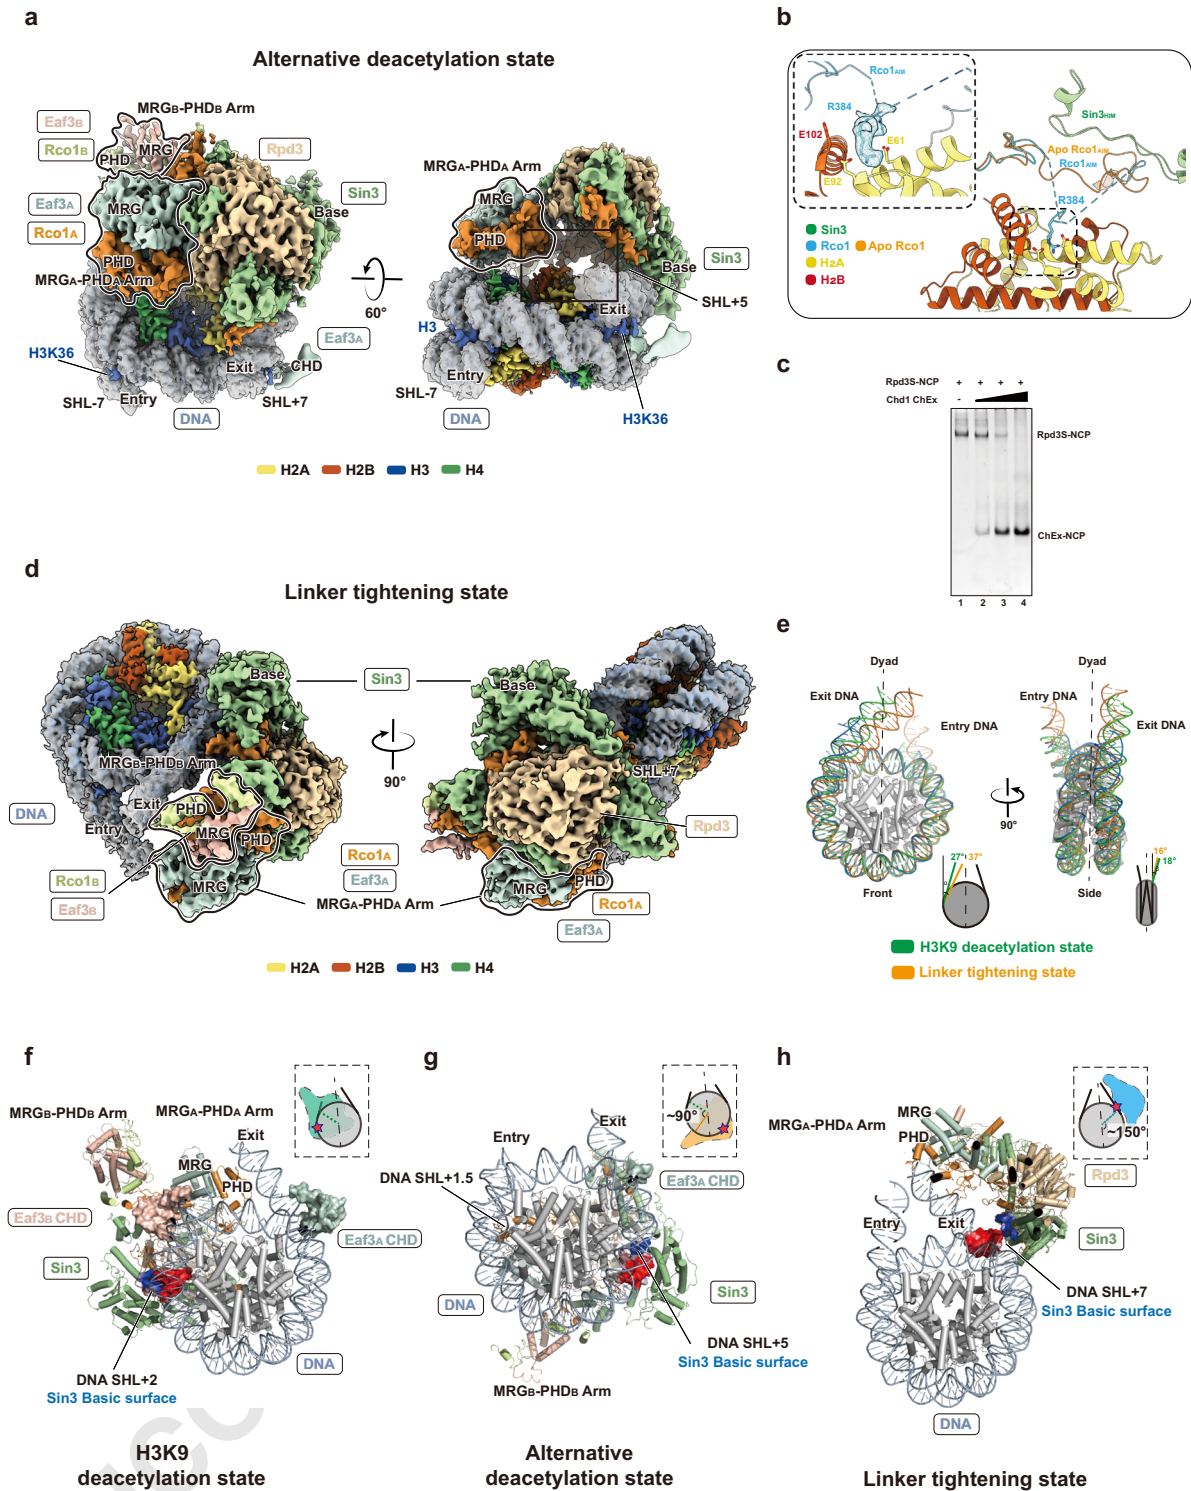 a
Alternative deacetylation state
MRGB-PHDB Arm
Eaf3B
Rco1B
PHD
MRG
Rpd3
Sin3
Base
Eaf3A
Rco1A
MRG
PHD
MRGA-PHDA Arm
H3K36
SHL-7
Entry
DNA
Exit
CHD
SHL+7
Eaf3A
60°
MRGA-PHDA Arm
MRG
PHD
Base
Sin3
SHL+5
Exit
H3
Entry
SHL-7
DNA
H3K36
H2A
H2B
H3
H4
b
Rco1AIM
R384
E102
E61
E92
Sin3HIM
Apo Rco1AIM
Rco1AIM
R384
Sin3
Rco1
Apo Rco1
H2A
H2B
c
Rpd3S-NCP + + + +
Chd1 ChEx -
Rpd3S-NCP
ChEx-NCP
1 2 3 4
d
Linker tightening state
Base
Sin3
Base
MRGB-PHDB Arm
90°
SHL+7
DNA
Exit
PHD
Entry
MRG
PHD
Rpd3
Rco1B
MRG
Rco1A
Eaf3A
MRG
PHD
Eaf3B
MRGA-PHDA Arm
Rco1A
Eaf3A
H2A
H2B
H3
H4
e
Dyad
Dyad
Exit DNA
Entry DNA
Entry DNA
Exit DNA
90°
27°
37°
16°
18°
Front
Side
H3K9 deacetylation state
Linker tightening state
f
MRGB-PHDB Arm
MRGA-PHDA Arm
Exit
MRG
PHD
Eaf3B CHD
Eaf3A CHD
Sin3
DNA
DNA SHL+2
Sin3 Basic surface
H3K9
deacetylation state
g
~90°
Exit
Entry
DNA SHL+1.5
Eaf3A CHD
Sin3
DNA
DNA SHL+5
Sin3 Basic surface
MRGB-PHDB Arm
Alternative
deacetylation state
h
~150°
MRG
MRGA-PHDA Arm
PHD
Rpd3
Entry
Exit
Sin3
DNA SHL+7
Sin3 Basic surface
DNA
Linker tightening state